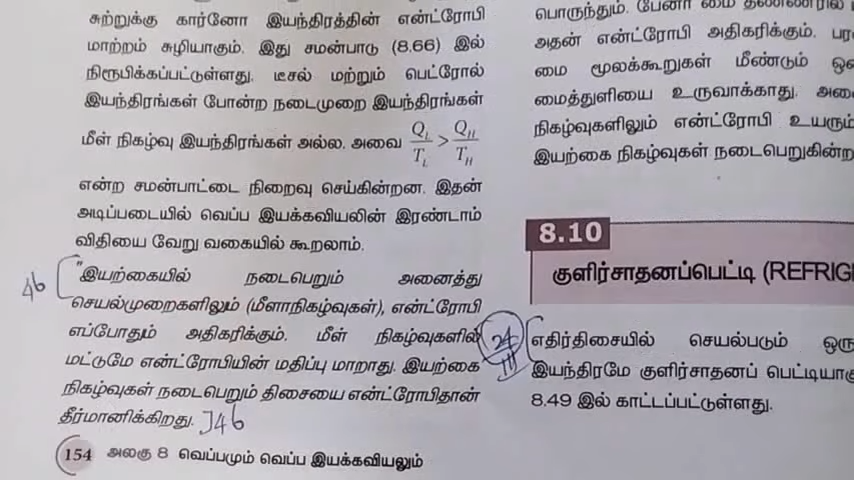 சுற்றுக்கு கார்னோ இயந்திரத்தின் என்ட்ரோபி
மாற்றம் சுழியாகும். இது சமன்பாடு (8.66) இல்
நிரூபிக்கப்பட்டுள்ளது. டீசல் மற்றும் பெட்ரோல்
இயந்திரங்கள் போன்ற நடைமுறை இயந்திரங்கள்
மீள் நிகழ்வு இயந்திரங்கள் அல்ல. அவை Q_L/T_L > Q_H/T_H
என்ற சமன்பாட்டை நிறைவு செய்கின்றன. இதன்
அடிப்படையில் வெப்ப இயக்கவியலின் இரண்டாம்
விதியை வேறு வகையில் கூறலாம்.
46 "இயற்கையில் நடைபெறும் அனைத்து
செயல்முறைகளிலும் (மீளாநிகழ்வுகள்), என்ட்ரோபி
எப்போதும் அதிகரிக்கும். மீள் நிகழ்வுகளில்
மட்டுமே என்ட்ரோபியின் மதிப்பு மாறாது. இயற்கை
நிகழ்வுகள் நடைபெறும் திசையை என்ட்ரோபிதான்
தீர்மானிக்கிறது. 46
154 அலகு 8 வெப்பமும் வெப்ப இயக்கவியலும்
பொருந்தும். பேனா மை
அதன் என்ட்ரோபி அதிகரிக்கும்.
மை மூலக்கூறுகள் மீண்டும்
மைத்துளியை உருவாக்காது.
நிகழ்வுகளிலும் என்ட்ரோபி
இயற்கை நிகழ்வுகள்
8.10
குளிர்சாதனப்பெட்டி (REFRIG
24 எதிர்திசையில் செயல்படும் ஒரு
III இயந்திரமே குளிர்சாதனப்
8.49 இல் காட்டப்பட்டுள்ளது.